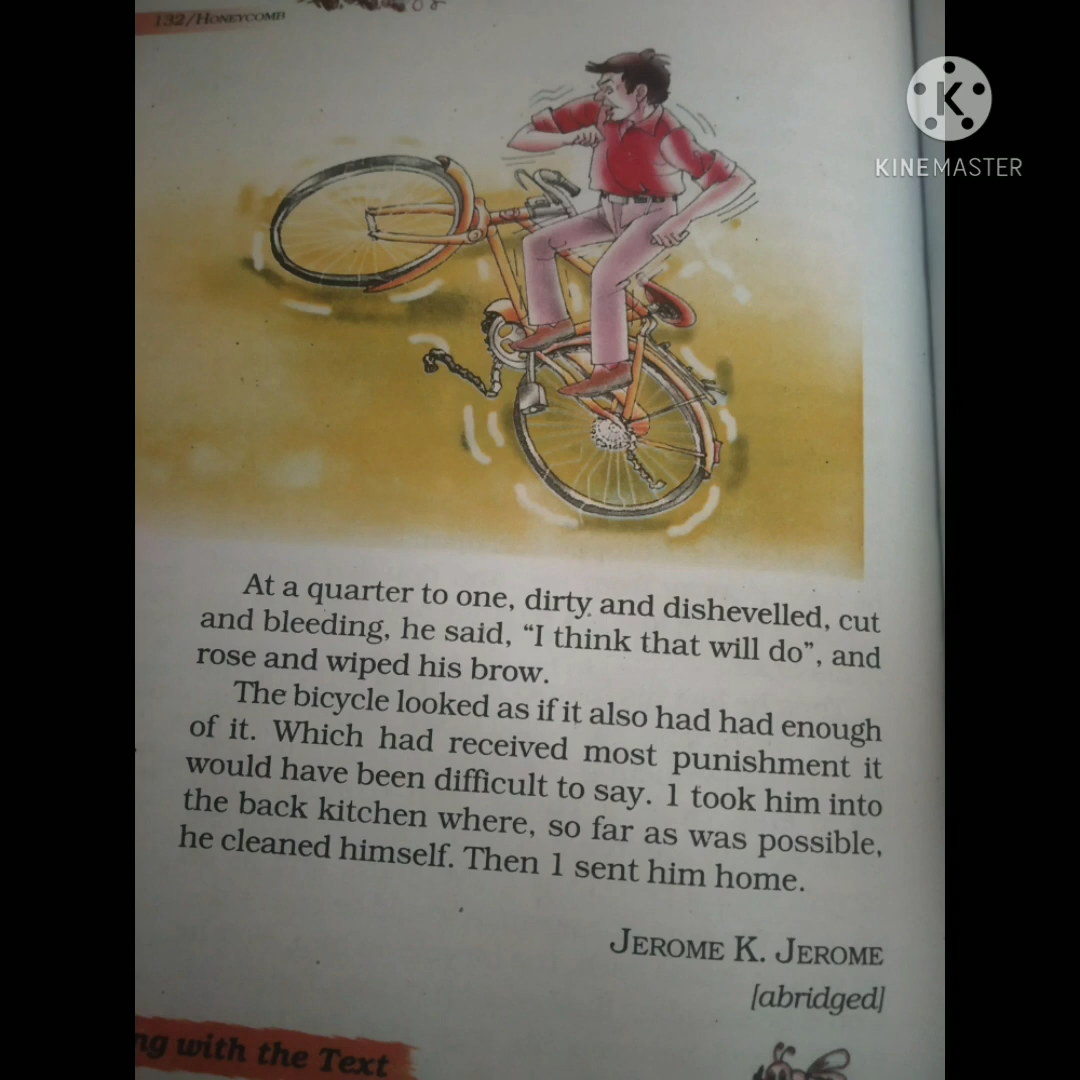 132/HONEYCOMB
K
KINEMASTER
At a quarter to one, dirty and dishevelled, cut
and bleeding, he said, “I think that will do”, and
rose and wiped his brow.
The bicycle looked as if it also had had enough
of it. Which had received most punishment it
would have been difficult to say. 1 took him into
the back kitchen where, so far as was possible,
he cleaned himself. Then 1 sent him home.
JEROME K. JEROME
[abridged]
ng with the Text